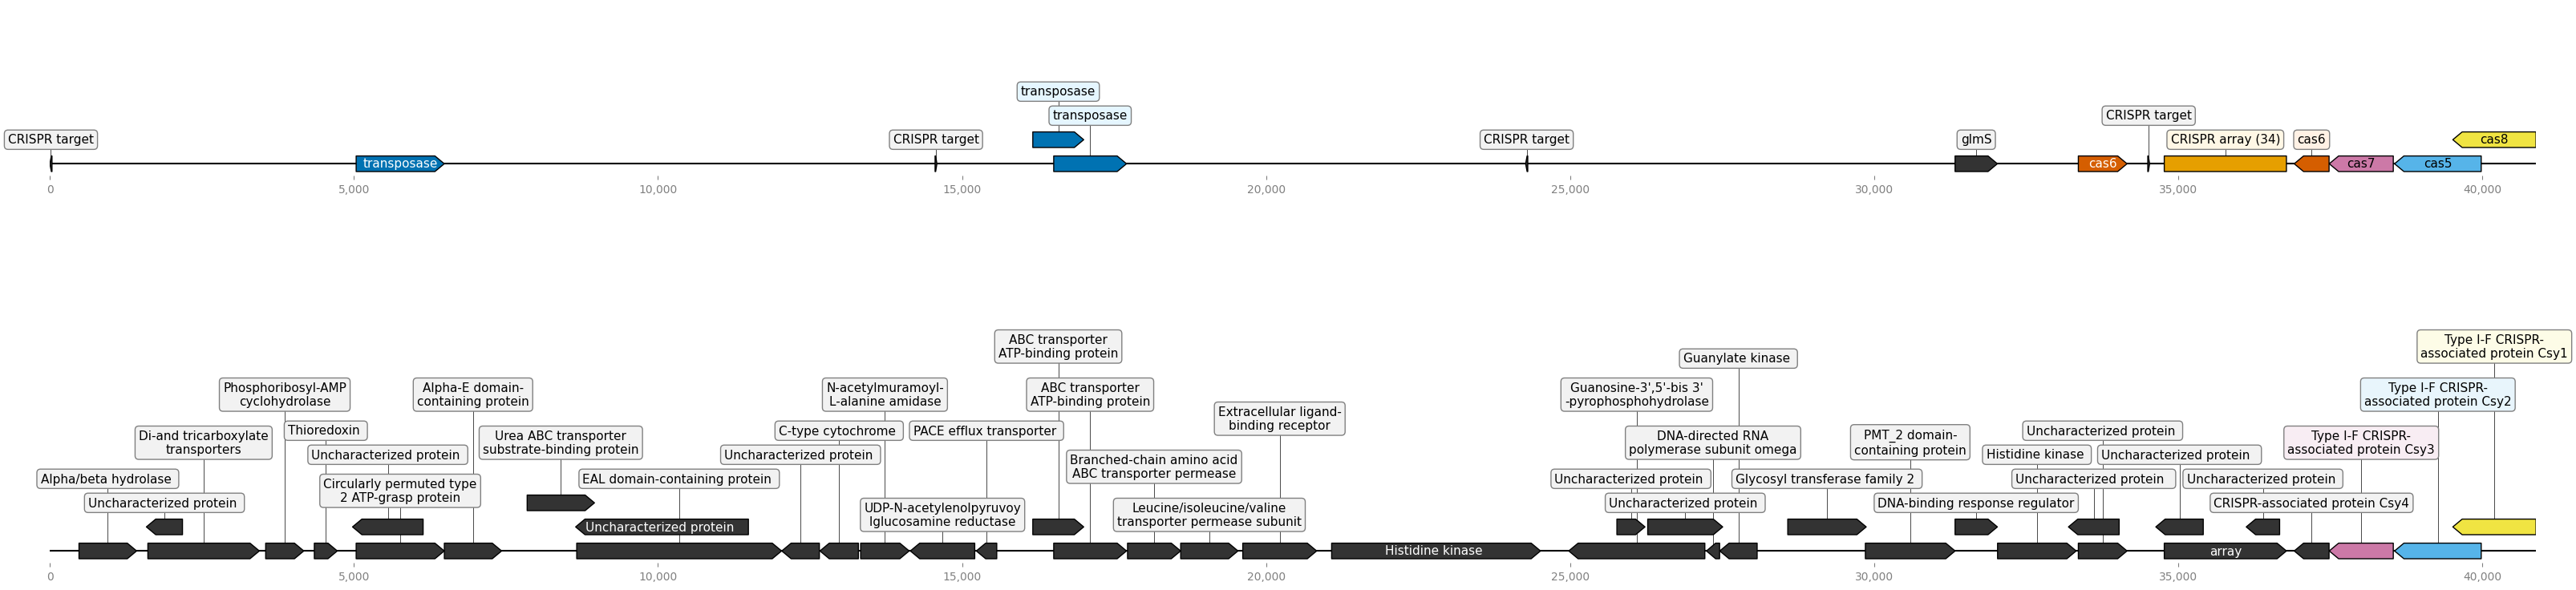 transposase
transposase
CRISPR target
CRISPR target
CRISPR target
glmS
CRISPR target
CRISPR array (34)
cas6
cas8
transposase
cas6
cas7
cas5
0
5,000
10,000
15,000
20,000
25,000
30,000
35,000
40,000
ABC transporter
ATP-binding protein
Guanylate kinase
Type I-F CRISPR-
associated protein Csy1
Phosphoribosyl-AMP
cyclohydrolase
Alpha-E domain-
containing protein
N-acetylmuramoyl-
L-alanine amidase
ABC transporter
ATP-binding protein
Guanosine-3',5'-bis 3'
-pyrophosphohydrolase
Type I-F CRISPR-
associated protein Csy2
Extracellular ligand-
binding receptor
Di-and tricarboxylate
transporters
Thioredoxin
Urea ABC transporter
substrate-binding protein
C-type cytochrome
PACE efflux transporter
DNA-directed RNA
polymerase subunit omega
PMT_2 domain-
containing protein
Uncharacterized protein
Type I-F CRISPR-
associated protein Csy3
Uncharacterized protein
Uncharacterized protein
Branched-chain amino acid
ABC transporter permease
Histidine kinase
Uncharacterized protein
Alpha/beta hydrolase
Circularly permuted type
2 ATP-grasp protein
EAL domain-containing protein
Uncharacterized protein
Glycosyl transferase family 2
Uncharacterized protein
Uncharacterized protein
Uncharacterized protein
UDP-N-acetylenolpyruvoy
lglucosamine reductase
Leucine/isoleucine/valine
transporter permease subunit
Uncharacterized protein
DNA-binding response regulator
CRISPR-associated protein Csy4
Uncharacterized protein
Histidine kinase
array
0
5,000
10,000
15,000
20,000
25,000
30,000
35,000
40,000